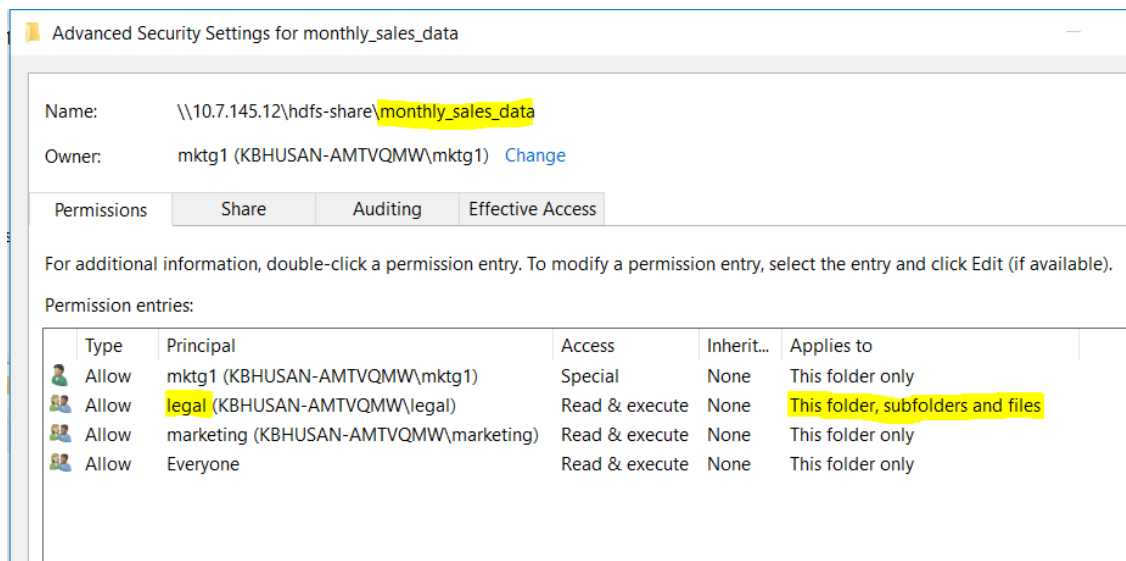 Advanced Security Settings for monthly_sales_data
Name: \\10.7.145.12\hdfs-share\monthly_sales_data
Owner: mktg1 (KBHUSAN-AMTVQMW\mktg1) Change
Permissions Share Auditing Effective Access
For additional information, double-click a permission entry. To modify a permission entry, select the entry and click Edit (if available).
Permission entries:
Type Principal Access Inherit... Applies to
Allow mktg1 (KBHUSAN-AMTVQMW\mktg1) Special None This folder only
Allow legal (KBHUSAN-AMTVQMW\legal) Read & execute None This folder, subfolders and files
Allow marketing (KBHUSAN-AMTVQMW\marketing) Read & execute None This folder only
Allow Everyone Read & execute None This folder only